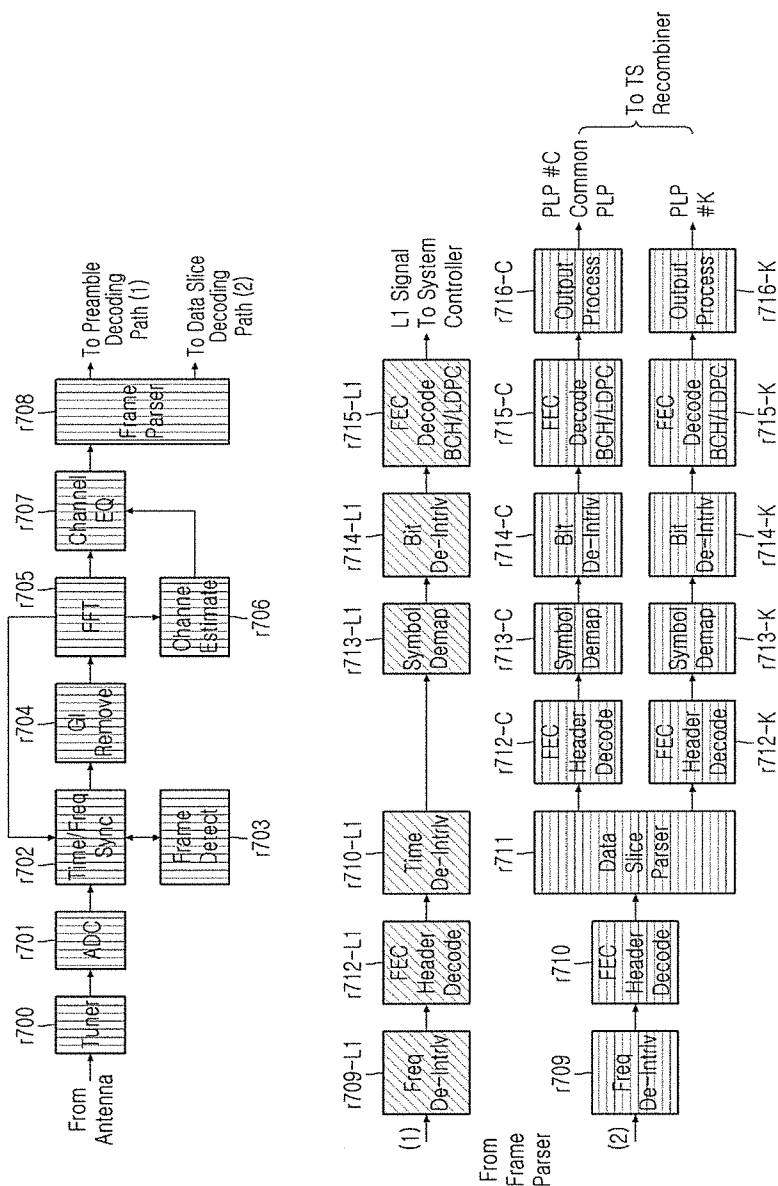 From
Antenna
r700
Tuner
r701
ADC
r702
Time/Freq
Sync
r703
Frame
Detect
r704
GI
Remove
r705
FFT
r706
Channel
Estimate
r707
Channel
EQ
r708
Frame
Parser
To Preamble
Decoding
Path (1)
To Data Slice
Decoding
Path (2)
From
Frame
Parser
(1)
r709-L1
Freq
De-Intrlv
r712-L1
FEC
Header
Decode
r710-L1
Time
De-Intrlv
r713-L1
Symbol
Demap
r714-L1
Bit
De-Intrlv
r715-L1
FEC
Decode
BCH/LDPC
L1 Signal
To System
Controller
(2)
r709
Freq
De-Intrlv
r710
FEC
Header
Decode
r711
Data
Slice
Parser
r712-C
FEC
Header
Decode
r713-C
Symbol
Demap
r714-C
Bit
De-Intrlv
r715-C
FEC
Decode
BCH/LDPC
r716-C
Output
Process
PLP #C
Common
PLP
r712-K
FEC
Header
Decode
r713-K
Symbol
Demap
r714-K
Bit
De-Intrlv
r715-K
FEC
Decode
BCH/LDPC
r716-K
Output
Process
PLP
#K
To TS
Recombiner